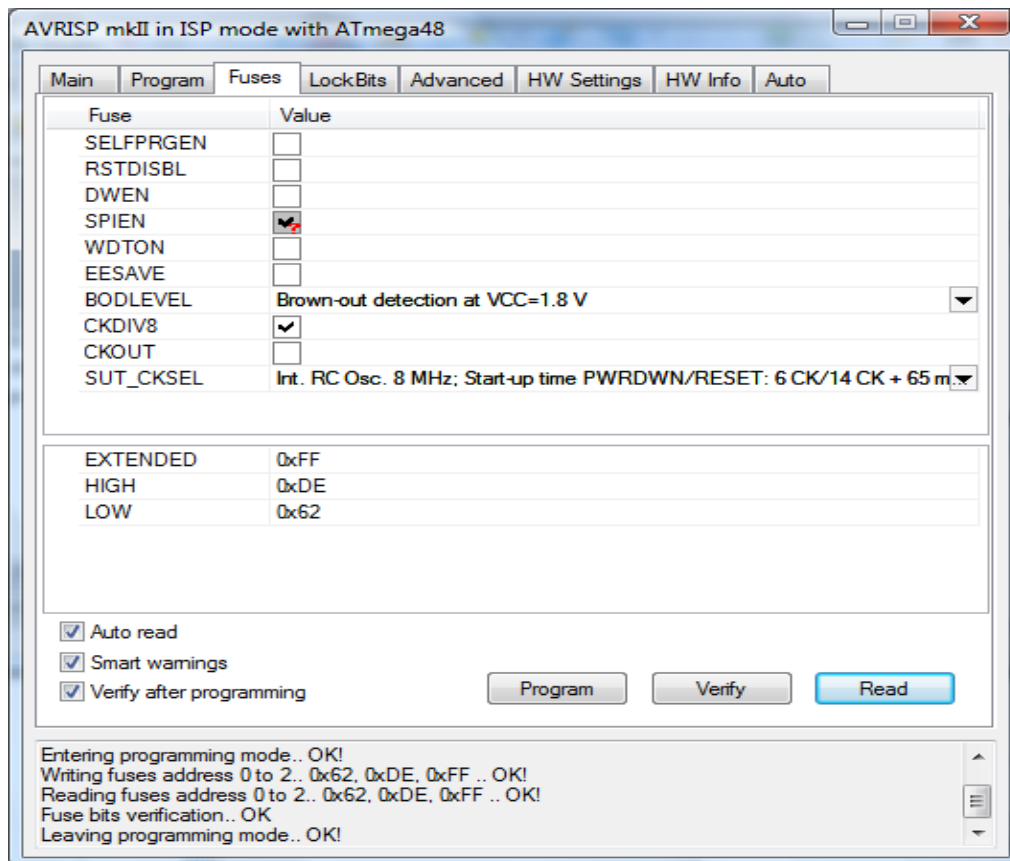 AVRISP mkII in ISP mode with ATmega48
Main Program Fuses LockBits Advanced HW Settings HW Info Auto
Fuse Value
SELFPRGEN
RSTDISBL
DWEN
SPIEN ?
WDTON
EESAVE
BODLEVEL Brown-out detection at VCC=1.8 V
CKDIV8
CKOUT
SUT_CKSEL Int. RC Osc. 8 MHz; Start-up time PWRDWN/RESET: 6 CK/14 CK + 65 m...
EXTENDED 0xFF
HIGH 0xDE
LOW 0x62
Auto read
Smart warnings
Verify after programming
Program Verify Read
Entering programming mode.. OK!
Writing fuses address 0 to 2.. 0x62, 0xDE, 0xFF .. OK!
Reading fuses address 0 to 2.. 0x62, 0xDE, 0xFF .. OK!
Fuse bits verification.. OK
Leaving programming mode.. OK!